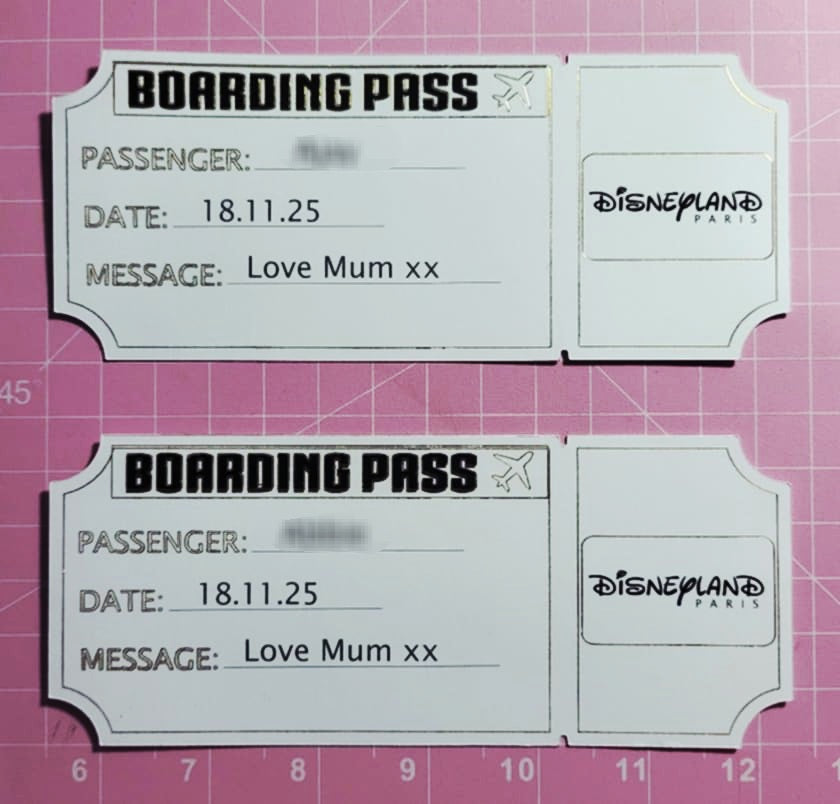 BOARDING PASS
PASSENGER:
DATE: 18.11.25
MESSAGE: Love Mum xx
DISNEYLAND
PARIS
45
BOARDING PASS
PASSENGER:
DATE: 18.11.25
MESSAGE: Love Mum xx
DISNEYLAND
PARIS
6 7 8 9 10 11 12